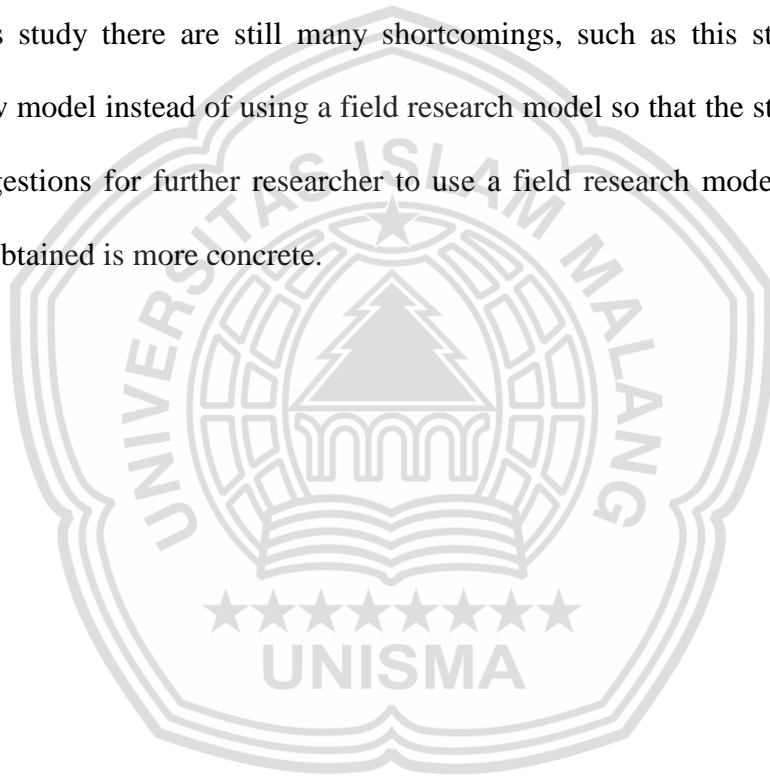 s study there are still many shortcomings, such as this st
model instead of using a field research model so that the st
gestions for further researcher to use a field research mode
btained is more concrete.
UNIVERSITAS ISLAM MALANG
UNISMA